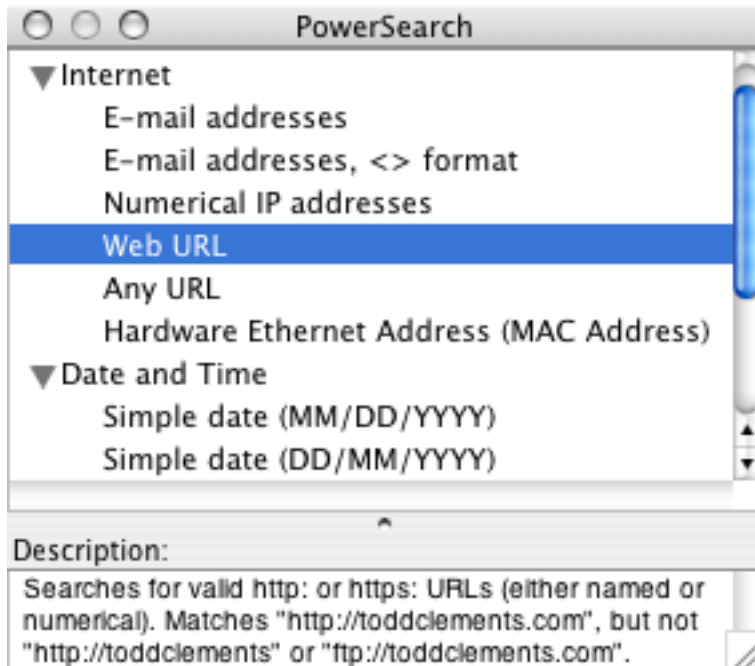 PowerSearch
Internet
E-mail addresses
E-mail addresses, <> format
Numerical IP addresses
Web URL
Any URL
Hardware Ethernet Address (MAC Address)
Date and Time
Simple date (MM/DD/YYYY)
Simple date (DD/MM/YYYY)
Description:
Searches for valid http: or https: URLs (either named or
numerical). Matches "http://toddclements.com", but not
"http://toddclements" or "ftp://toddclements.com".